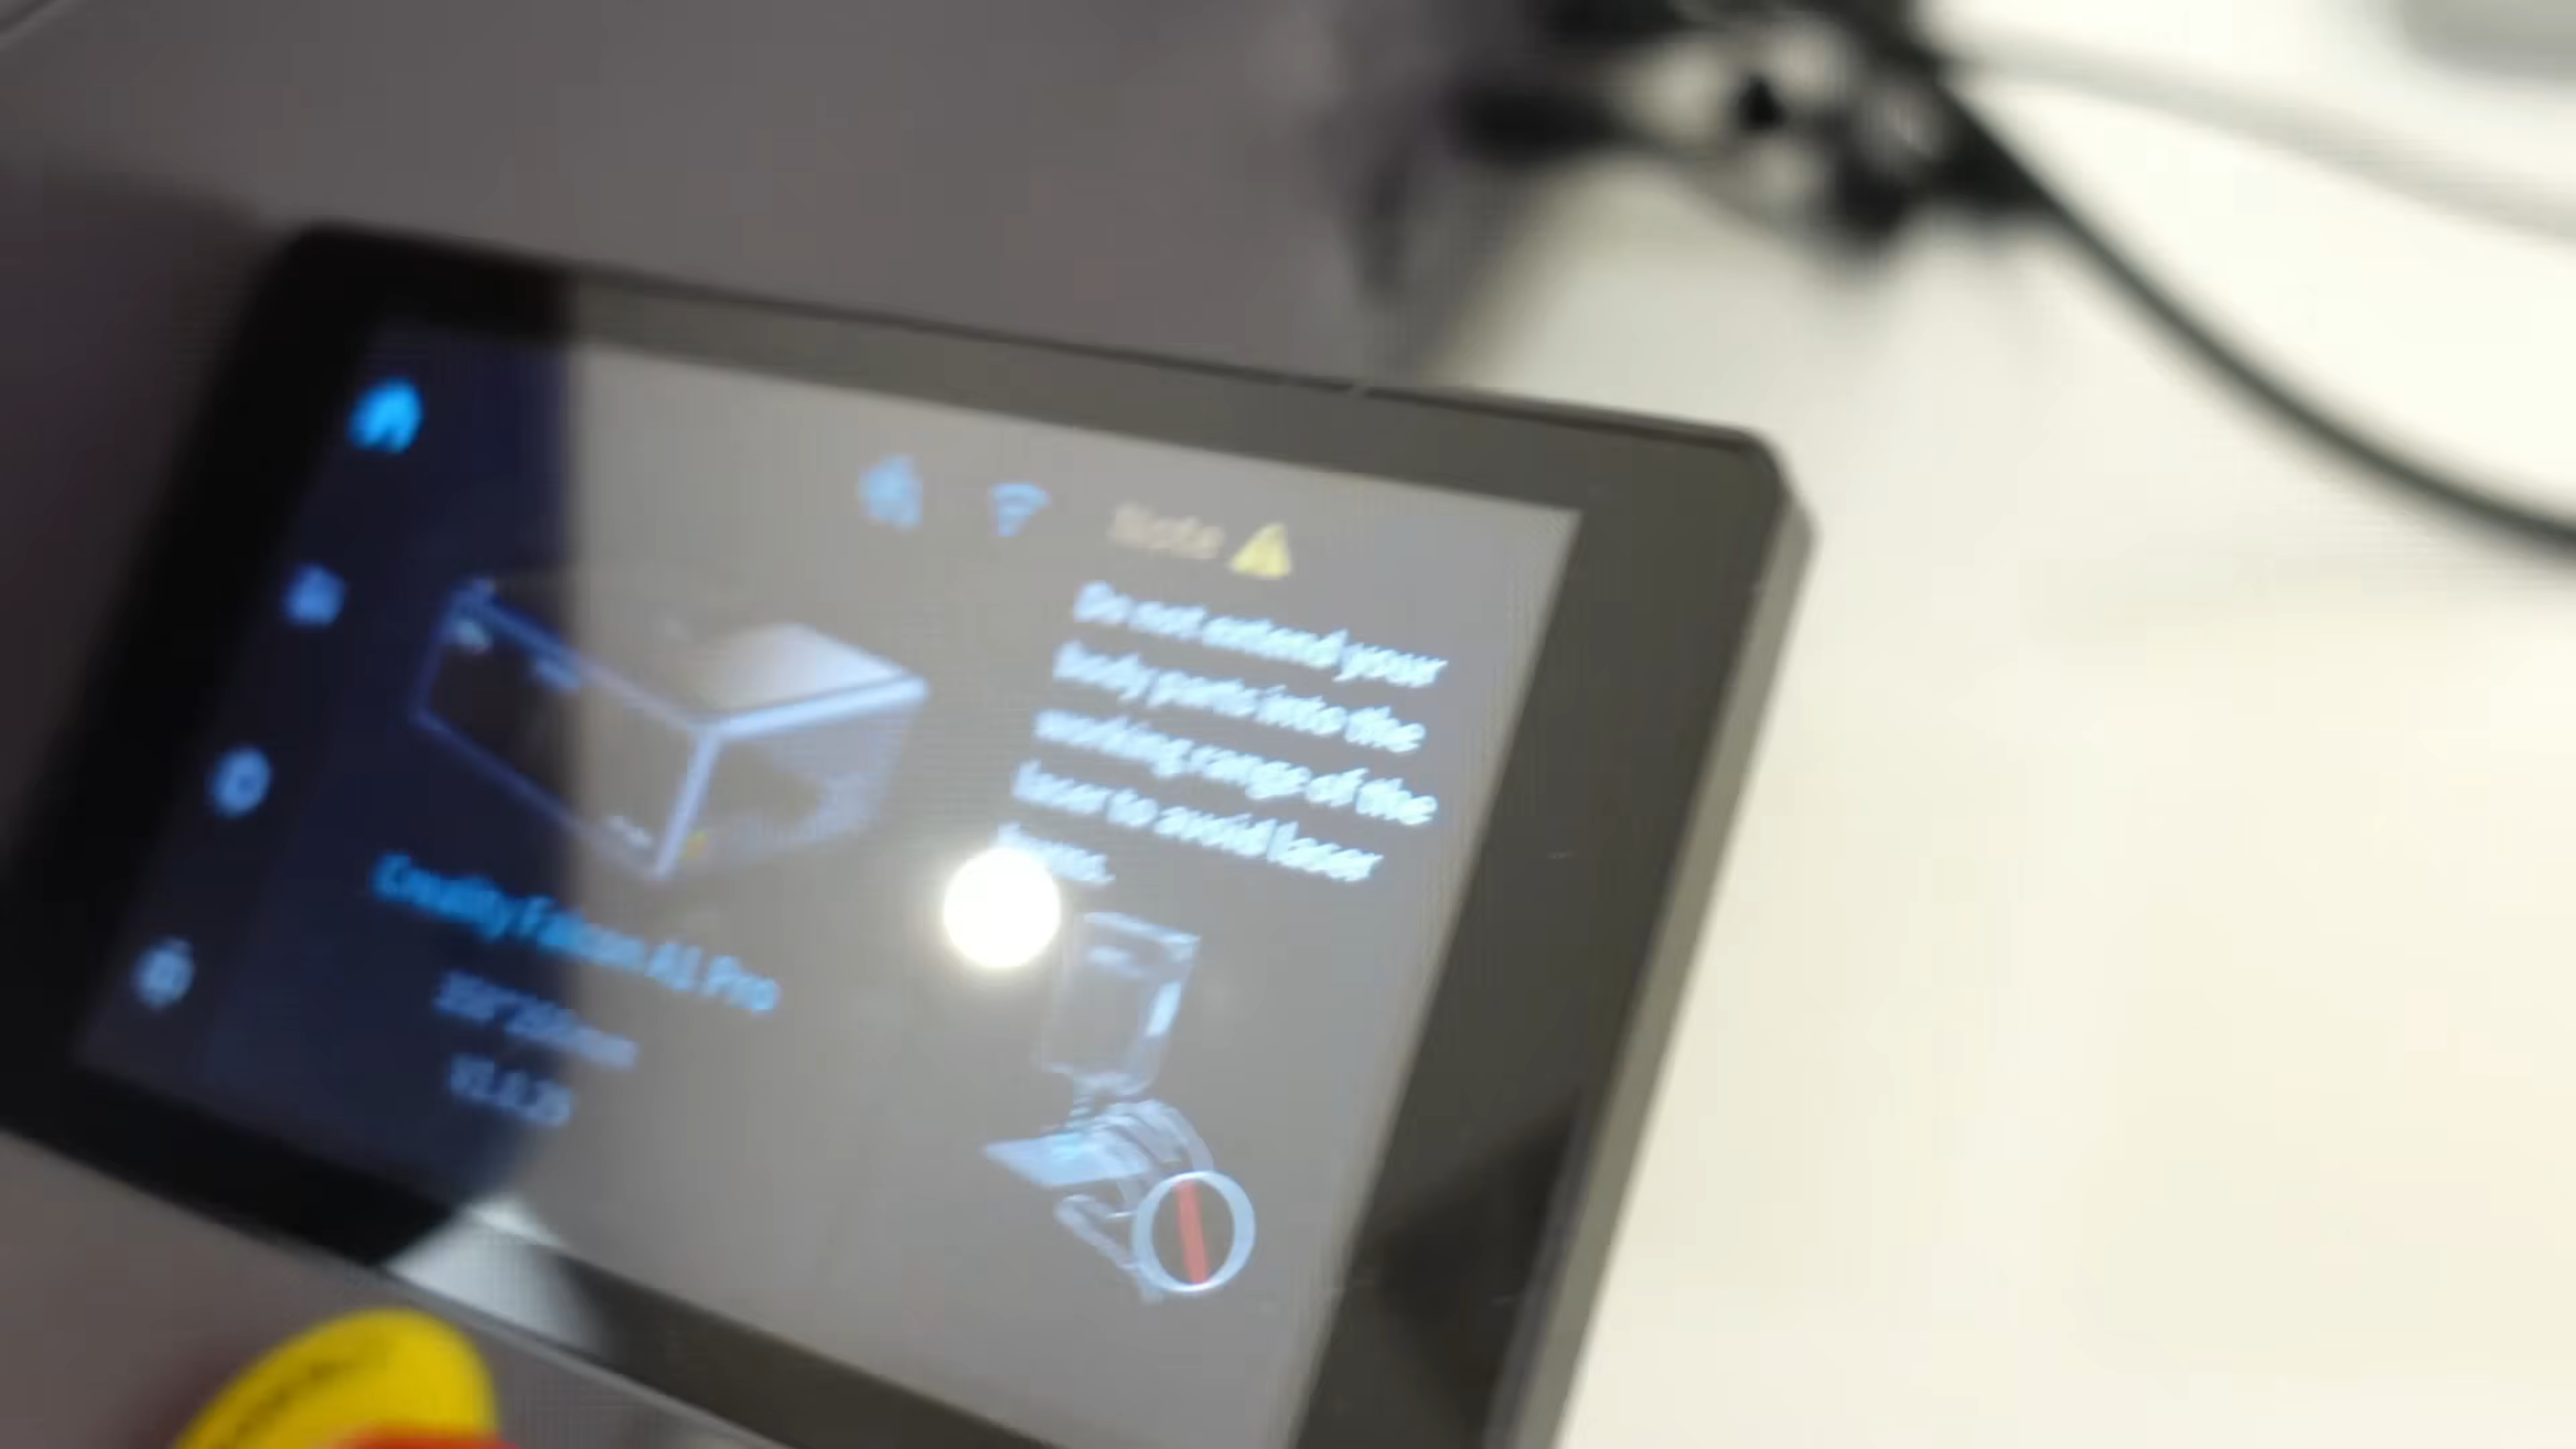 Note
Do not extend your
body parts into the
working range of the
laser to avoid laser
Creality Falcon A1 Pro